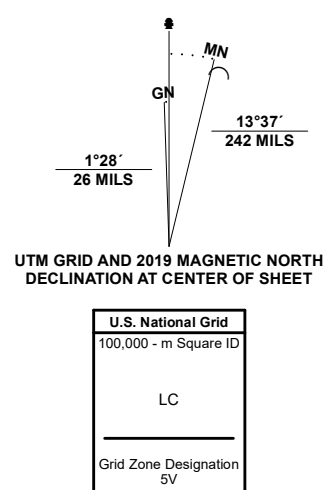 MN
GN
13°37´
242 MILS
1°28´
26 MILS
UTM GRID AND 2019 MAGNETIC NORTH
DECLINATION AT CENTER OF SHEET
U.S. National Grid
100,000 - m Square ID
LC
Grid Zone Designation
5V